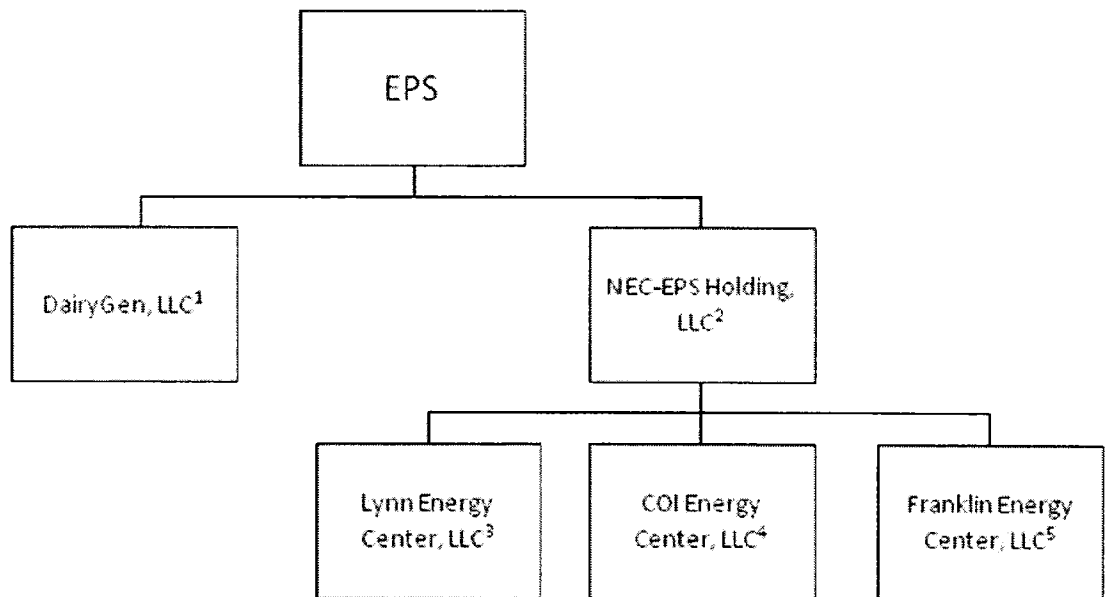 EPS
DairyGen, LLC¹
NEC-EPS Holding,
LLC²
Lynn Energy
Center, LLC³
COI Energy
Center, LLC⁴
Franklin Energy
Center, LLC⁵